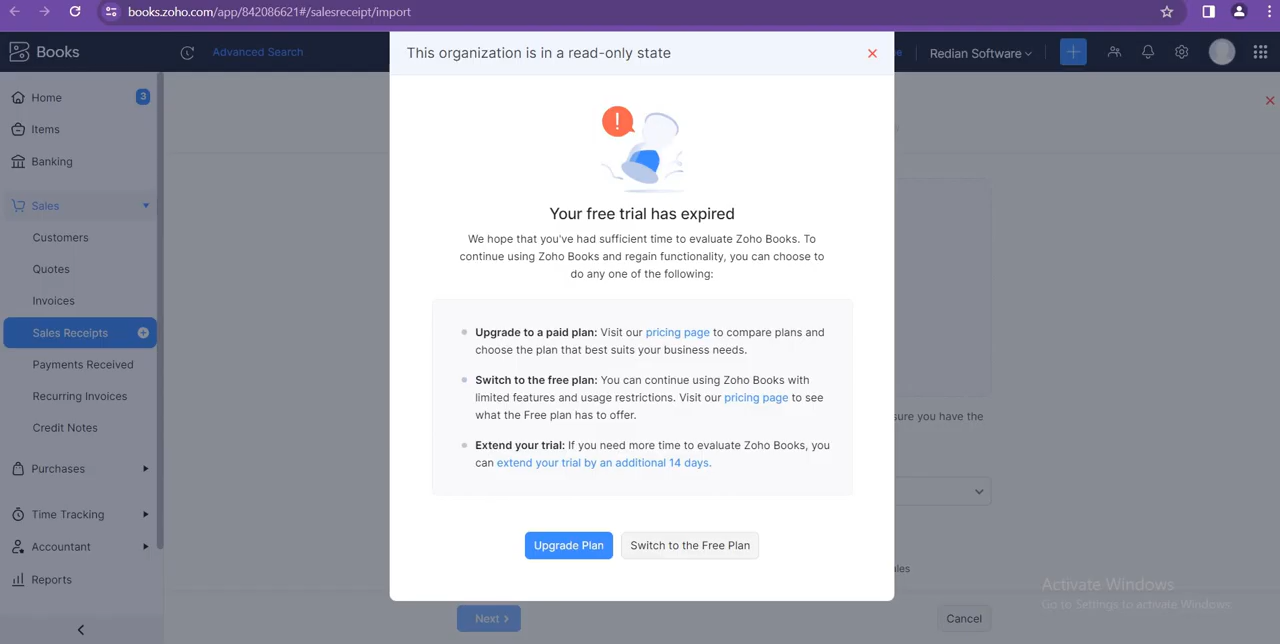 books.zoho.com/app/842086621#/salesreceipt/import
This organization is in a read-only state
Books
Advanced Search
Redian Software
Home
3
Items
Banking
Sales
Customers
Quotes
Invoices
Sales Receipts
Payments Received
Recurring Invoices
Credit Notes
Purchases
Time Tracking
Accountant
Reports
!
Your free trial has expired
We hope that you've had sufficient time to evaluate Zoho Books. To
continue using Zoho Books and regain functionality, you can choose to
do any one of the following:
Upgrade to a paid plan: Visit our pricing page to compare plans and
choose the plan that best suits your business needs.
Switch to the free plan: You can continue using Zoho Books with
limited features and usage restrictions. Visit our pricing page to see
what the Free plan has to offer.
Extend your trial: If you need more time to evaluate Zoho Books, you
can extend your trial by an additional 14 days.
Upgrade Plan
Switch to the Free Plan
sure you have the
Next
Cancel
Activate Windows
Go to Settings to activate Windows.